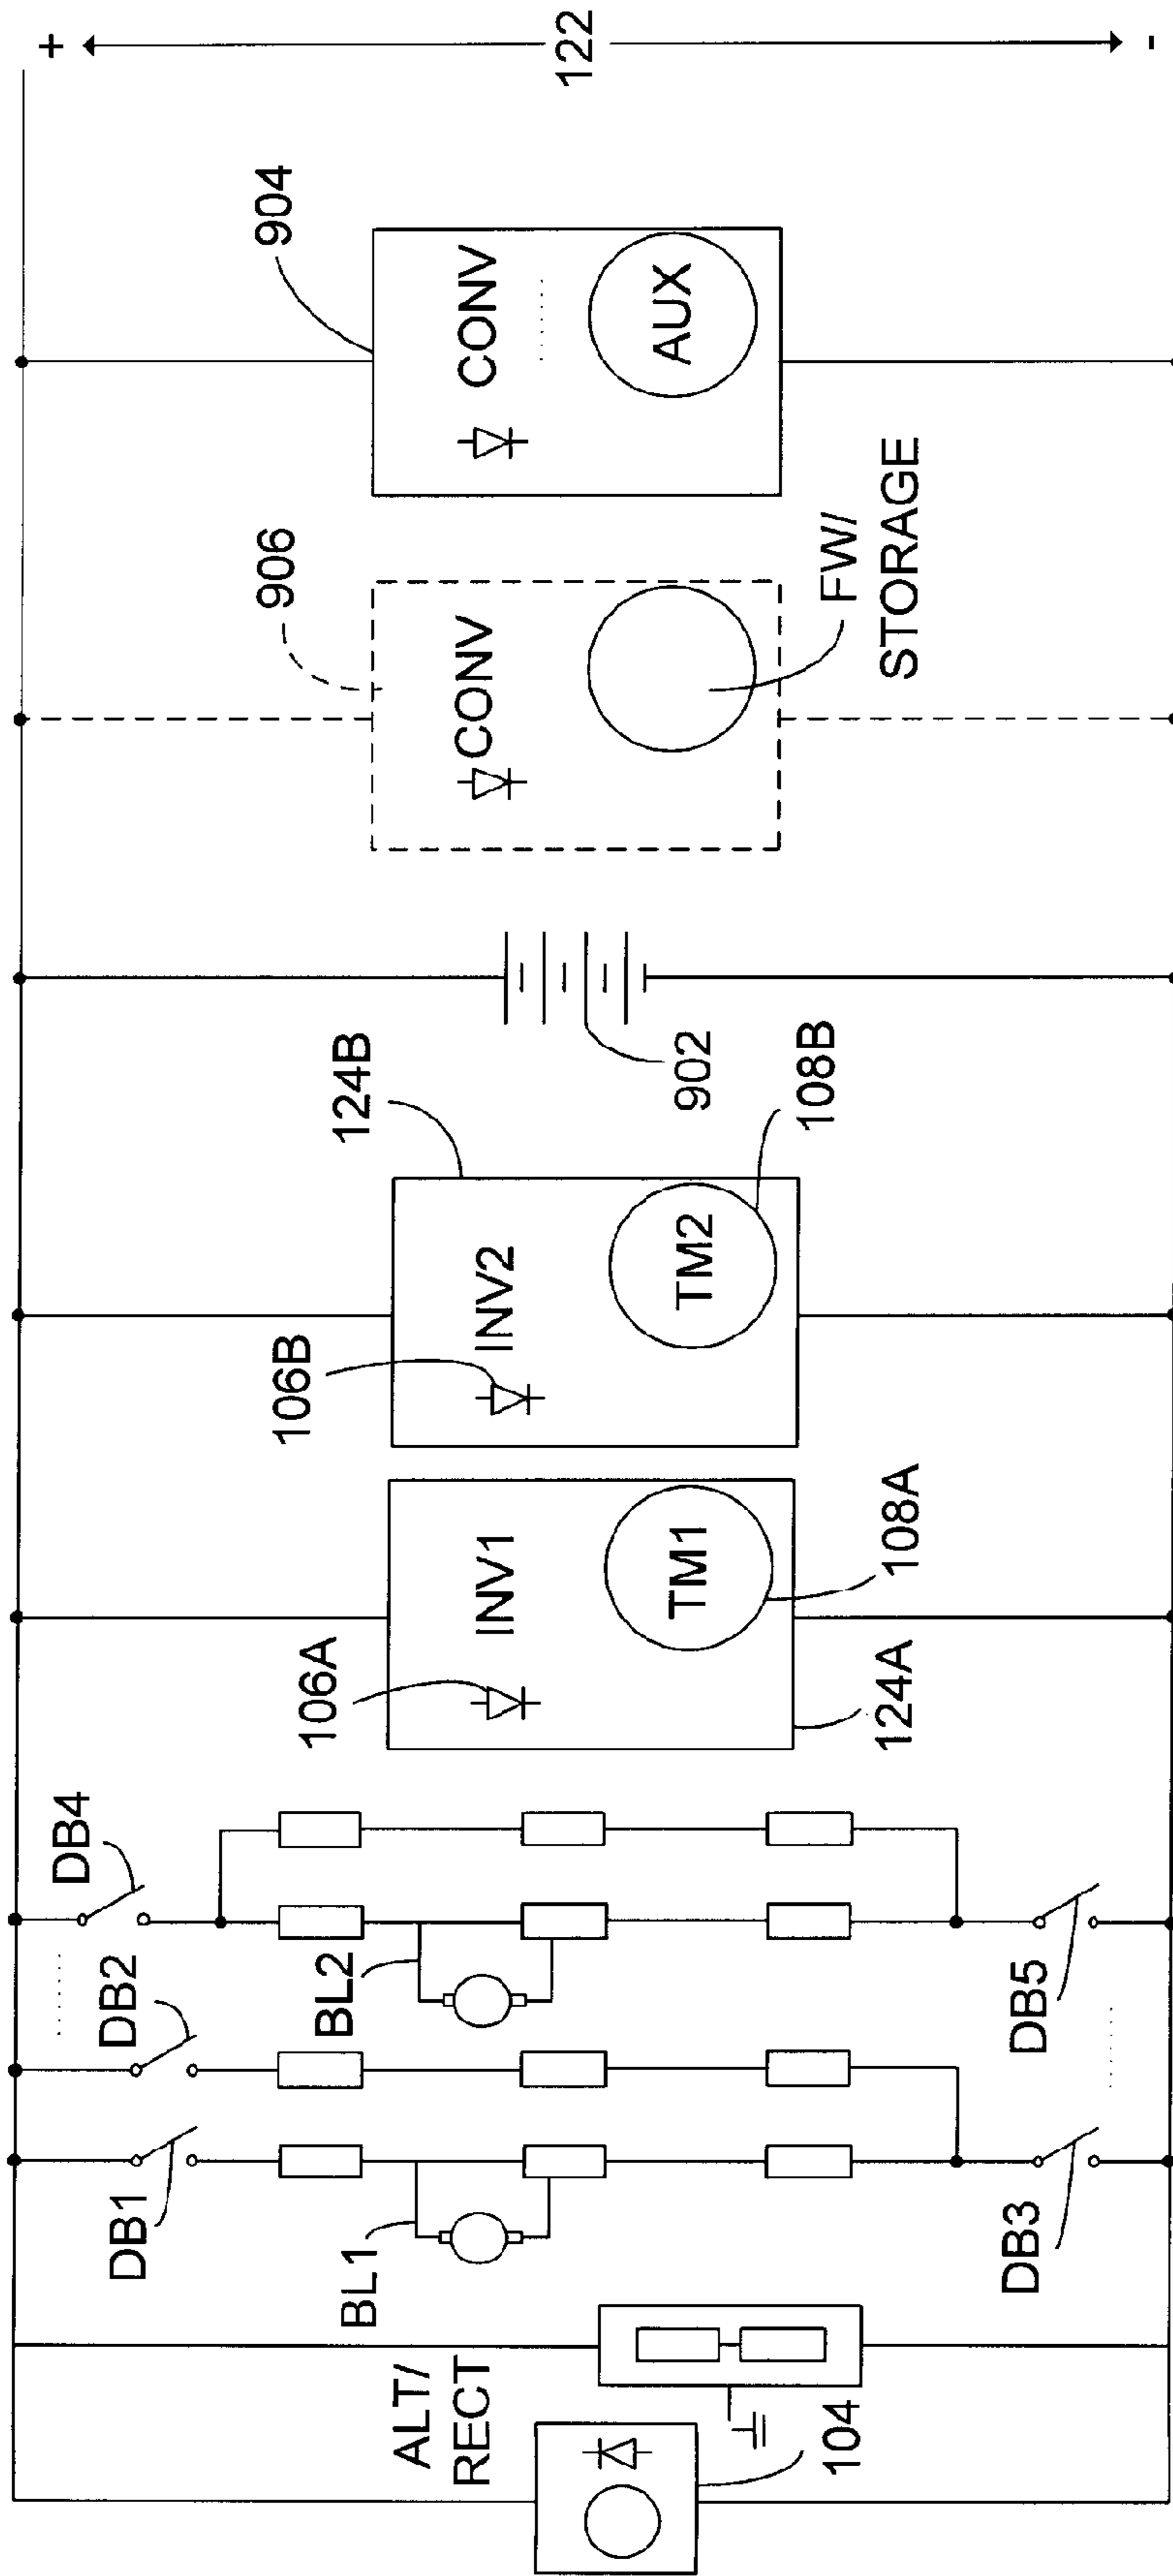 ALT/
RECT
104
BL1
DB1
DB2
DB3
BL2
DB4
DB5
106A
INV1
TM1
108A
124A
106B
INV2
TM2
108B
124B
902
906
CONV
FW/
STORAGE
904
CONV
AUX
+
122
-